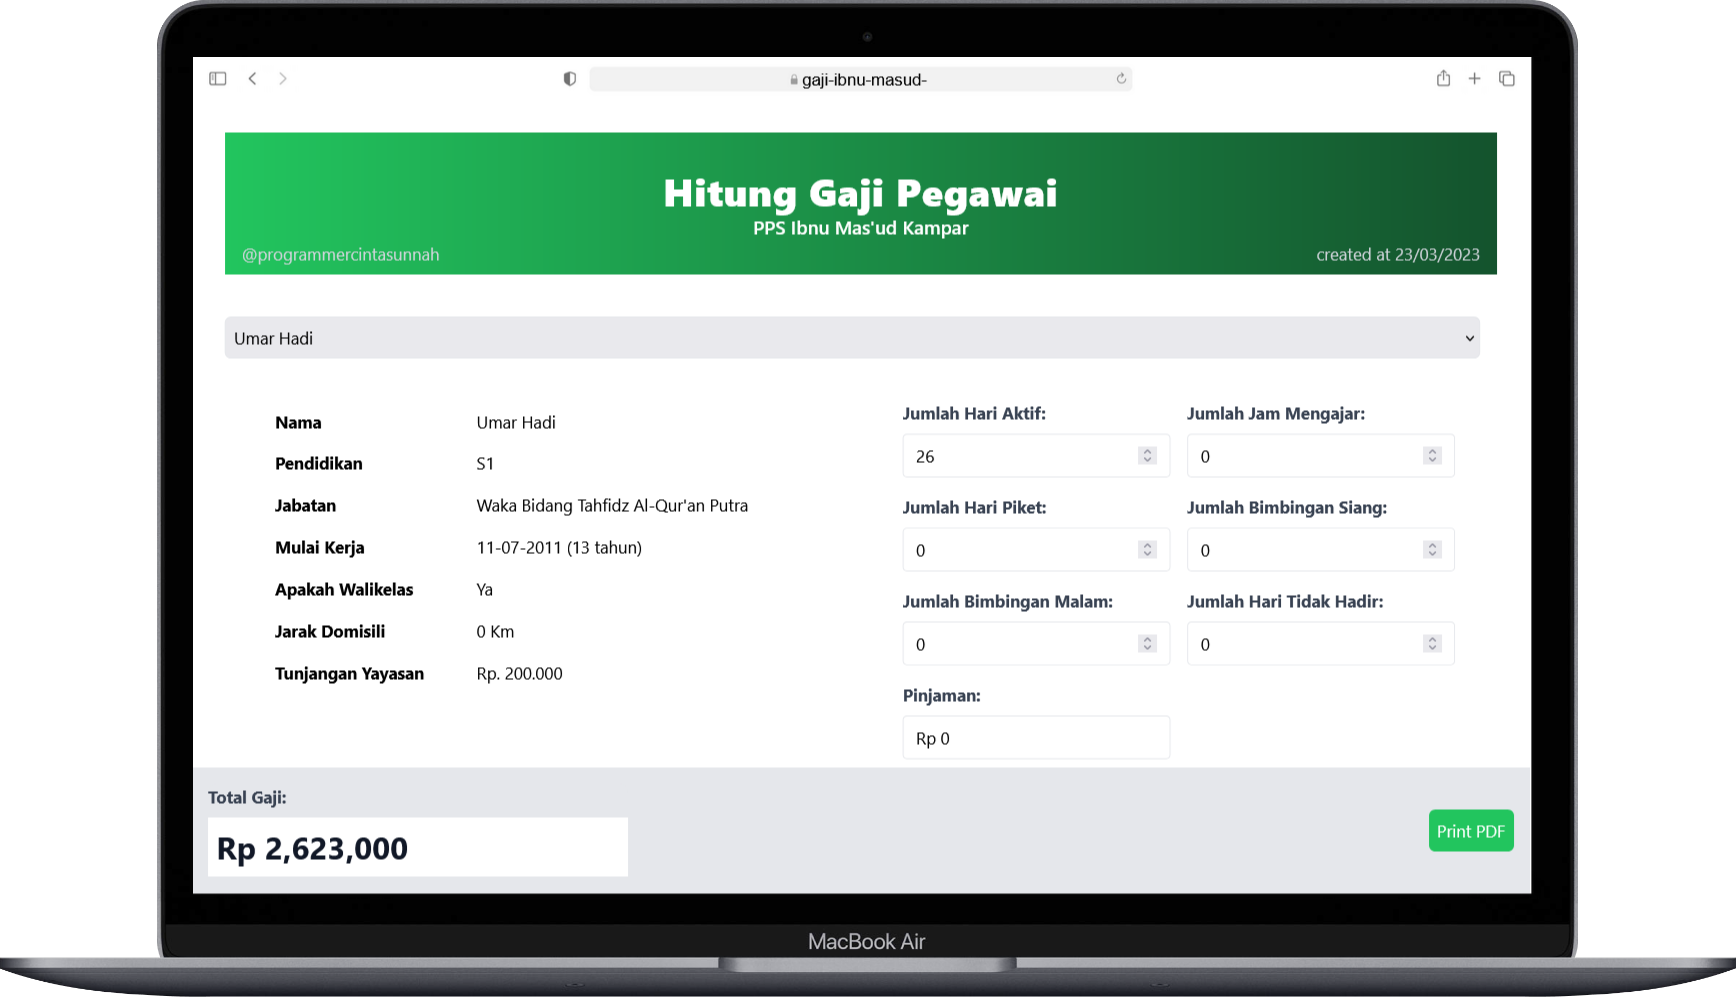 gaji-ibnu-masud-
Hitung Gaji Pegawai
PPS Ibnu Mas'ud Kampar
@programmercintasunnah
created at 23/03/2023
Umar Hadi
Nama Umar Hadi
Pendidikan S1
Jabatan Waka Bidang Tahfidz Al-Qur'an Putra
Mulai Kerja 11-07-2011 (13 tahun)
Apakah Walikelas Ya
Jarak Domisili 0 Km
Tunjangan Yayasan Rp. 200.000
Jumlah Hari Aktif: Jumlah Jam Mengajar:
26 0
Jumlah Hari Piket: Jumlah Bimbingan Siang:
0 0
Jumlah Bimbingan Malam: Jumlah Hari Tidak Hadir:
0 0
Pinjaman:
Rp 0
Total Gaji:
Rp 2,623,000
Print PDF
MacBook Air